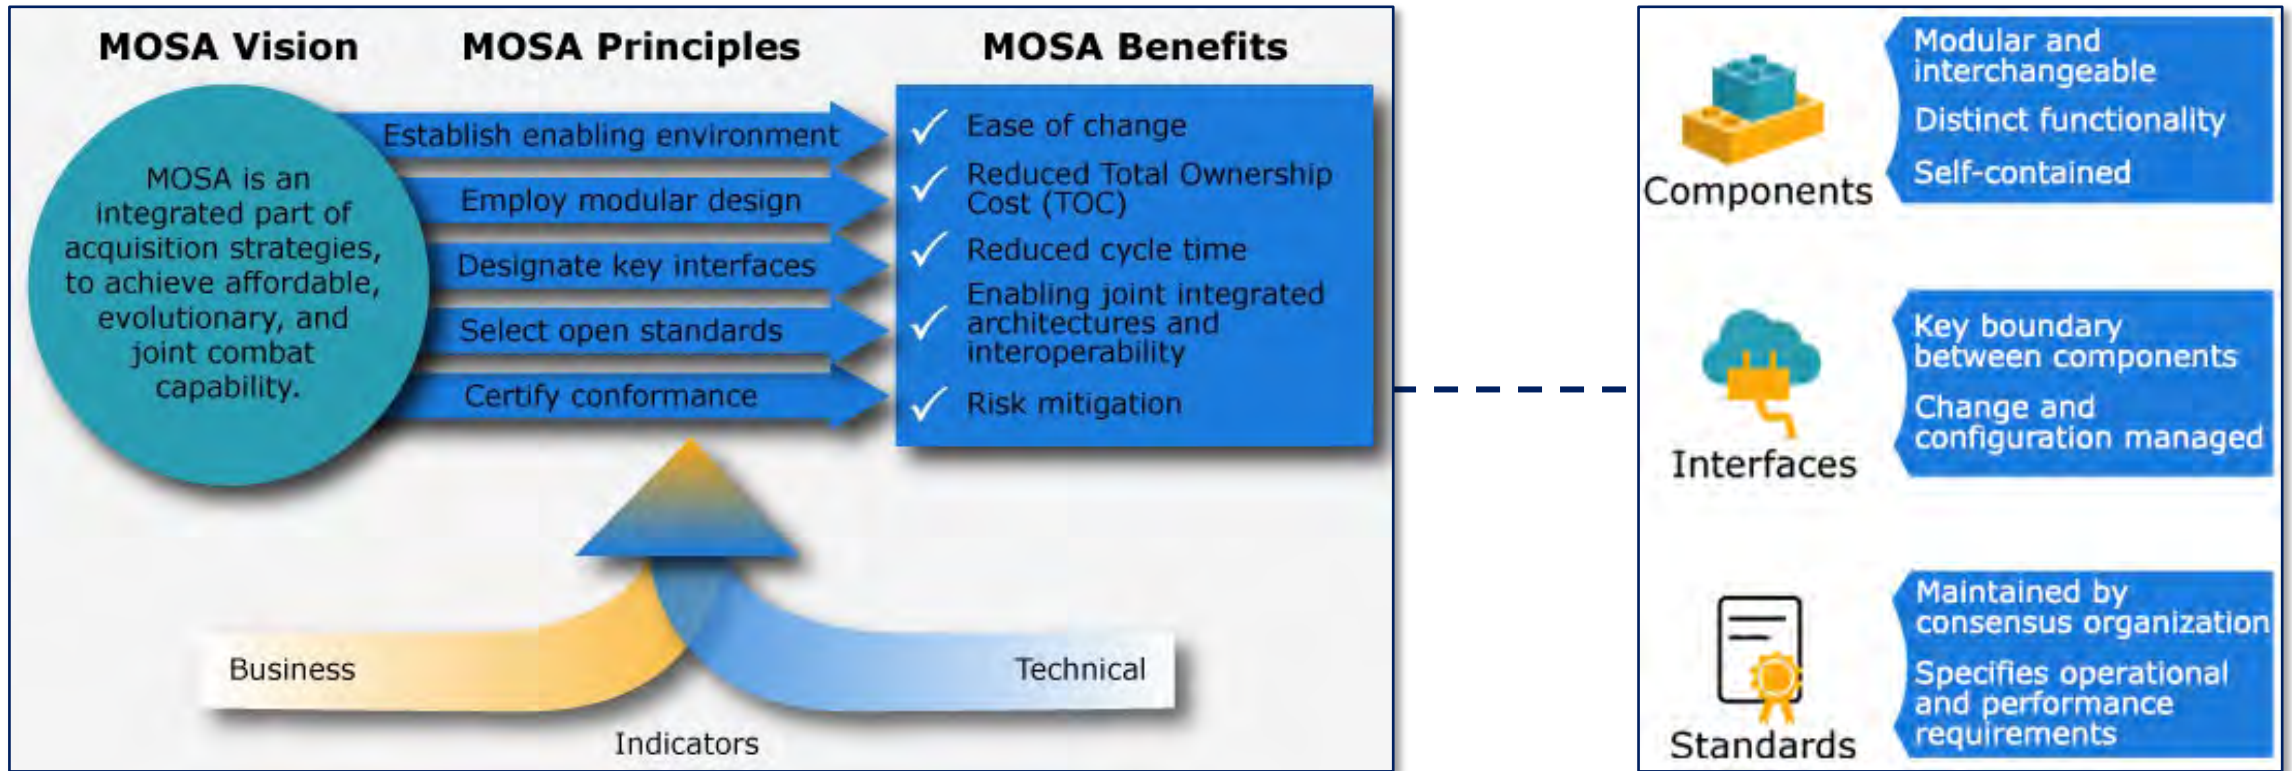 MOSA Vision
MOSA Principles
MOSA Benefits
MOSA is an
integrated part of
acquisition strategies,
to achieve affordable,
evolutionary, and
joint combat
capability.
Establish enabling environment
Employ modular design
Designate key interfaces
Select open standards
Certify conformance
Ease of change
Reduced Total Ownership
Cost (TOC)
Reduced cycle time
Enabling joint integrated
architectures and
interoperability
Risk mitigation
Business
Technical
Indicators
Components
Modular and
interchangeable
Distinct functionality
Self-contained
Interfaces
Key boundary
between components
Change and
configuration managed
Standards
Maintained by
consensus organization
Specifies operational
and performance
requirements